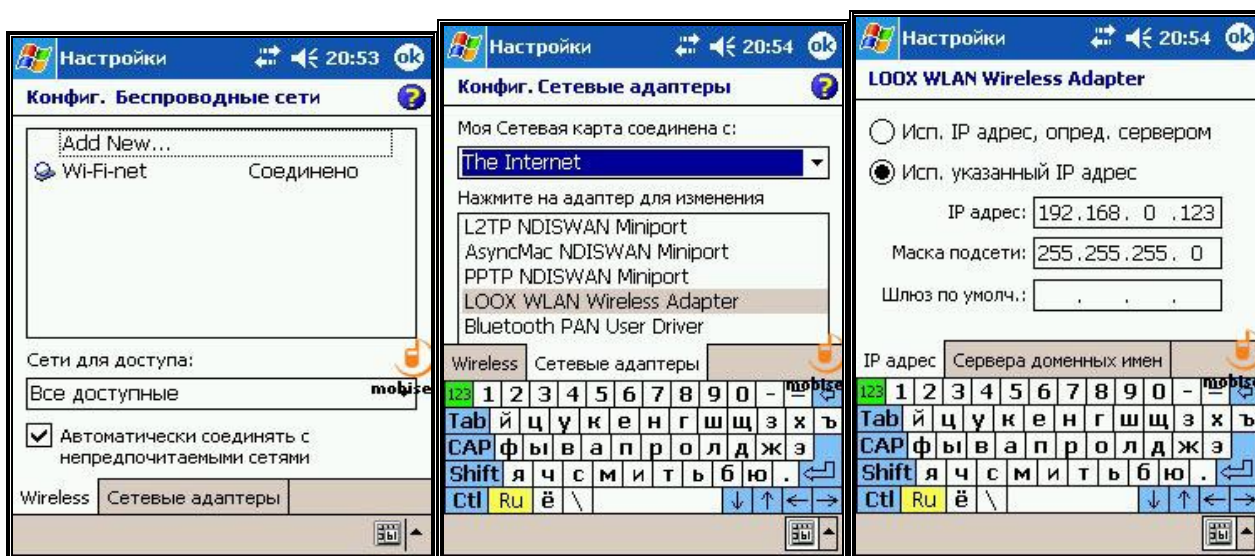 Настройки 20:53 ok
Конфиг. Беспроводные сети ?
Add New...
Wi-Fi-net Соединено
Сети для доступа:
Все доступные
mobise
Автоматически соединять с
непредпочитаемыми сетями
Wireless Сетевые адаптеры
Настройки 20:54 ok
Конфиг. Сетевые адаптеры ?
Моя Сетевая карта соединена с:
The Internet
Нажмите на адаптер для изменения
L2TP NDISWAN Miniport
AsyncMac NDISWAN Miniport
PPTP NDISWAN Miniport
LOOX WLAN Wireless Adapter
Bluetooth PAN User Driver
Wireless Сетевые адаптеры
mobise
123 1 2 3 4 5 6 7 8 9 0 - =
Tab й ц у к е н г ш щ з х ъ
CAP ф ы в а п р о л д ж э
Shift я ч с м и т ь б ю .
Ctl Ru ё \ ↓ ↑ ← →
Настройки 20:54 ok
LOOX WLAN Wireless Adapter
Исп. IP адрес, опред. сервером
Исп. указанный IP адрес
IP адрес: 192.168. 0 .123
Маска подсети: 255.255.255. 0
Шлюз по умолч.: . . .
IP адрес Сервера доменных имен
mobise
123 1 2 3 4 5 6 7 8 9 0 - =
Tab й ц у к е н г ш щ з х ъ
CAP ф ы в а п р о л д ж э
Shift я ч с м и т ь б ю .
Ctl Ru ё \ ↓ ↑ ← →